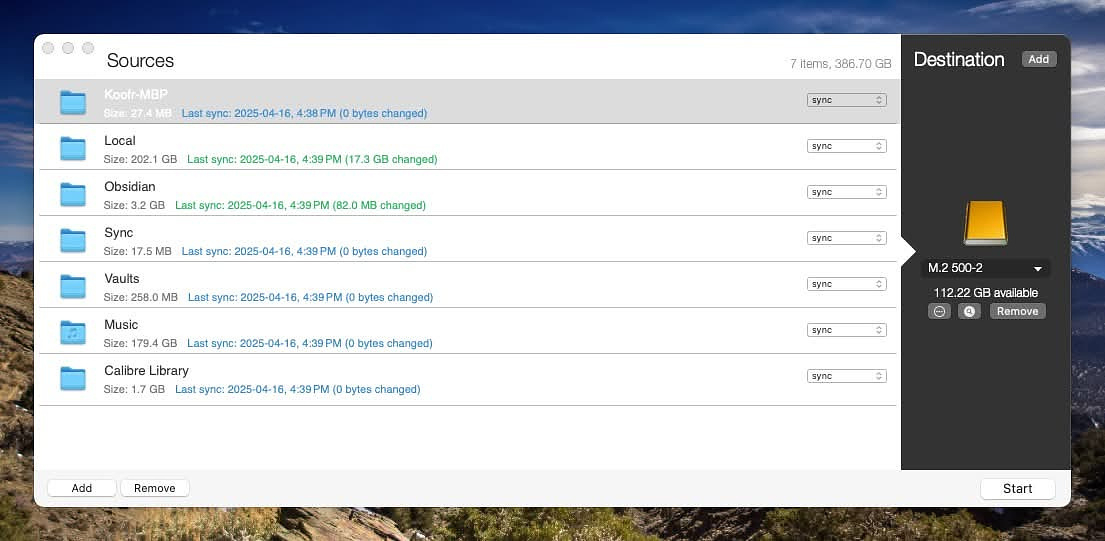 Sources
7 items, 386.70 GB
Koofr-MBP
Size: 27.4 MB Last sync: 2025-04-16, 4:38 PM (0 bytes changed)
sync
Local
Size: 202.1 GB Last sync: 2025-04-16, 4:39 PM (17.3 GB changed)
sync
Obsidian
Size: 3.2 GB Last sync: 2025-04-16, 4:39 PM (82.0 MB changed)
sync
Sync
Size: 17.5 MB Last sync: 2025-04-16, 4:39 PM (0 bytes changed)
sync
Vaults
Size: 258.0 MB Last sync: 2025-04-16, 4:39 PM (0 bytes changed)
sync
Music
Size: 179.4 GB Last sync: 2025-04-16, 4:39 PM (0 bytes changed)
sync
Calibre Library
Size: 1.7 GB Last sync: 2025-04-16, 4:39 PM (0 bytes changed)
sync
Add
Remove
Destination
Add
M.2 500-2
112.22 GB available
Remove
Start